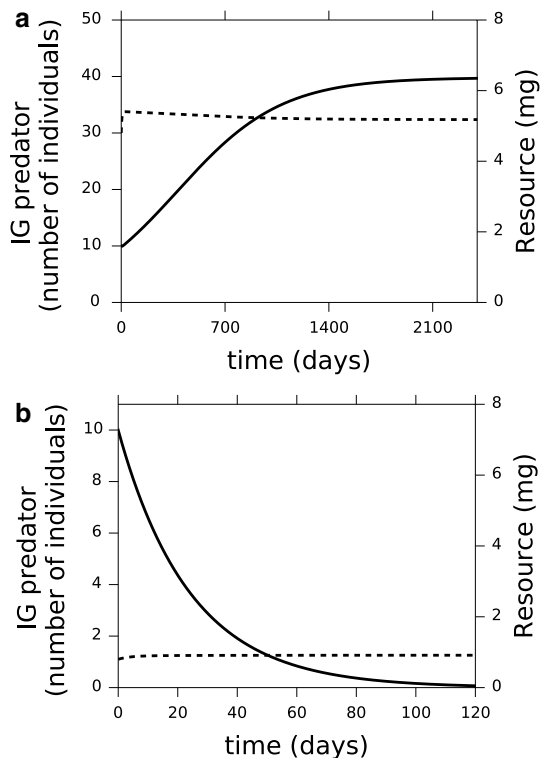 a
50
40
30
20
10
0
IG predator
(number of individuals)
8
6
4
2
0
Resource (mg)
0 700 1400 2100
time (days)
b
10
8
6
4
2
0
IG predator
(number of individuals)
8
6
4
2
0
Resource (mg)
0 20 40 60 80 100 120
time (days)